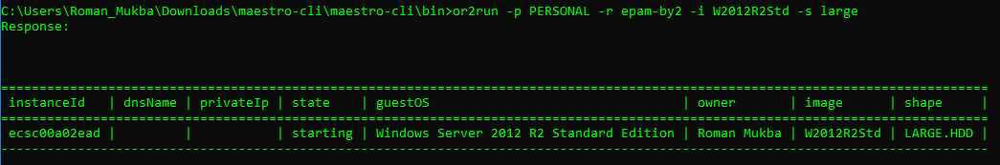 C:\Users\Roman_Mukba\Downloads\maestro-cli\maestro-cli\bin>or2run -p PERSONAL -r epam-by2 -i W2012R2Std -s large
Response:
instanceId | dnsName | privateIp | state | guestOS | owner | image | shape |
ecsc00a02ead | | | starting | Windows Server 2012 R2 Standard Edition | Roman Mukba | W2012R2Std | LARGE.HDD |